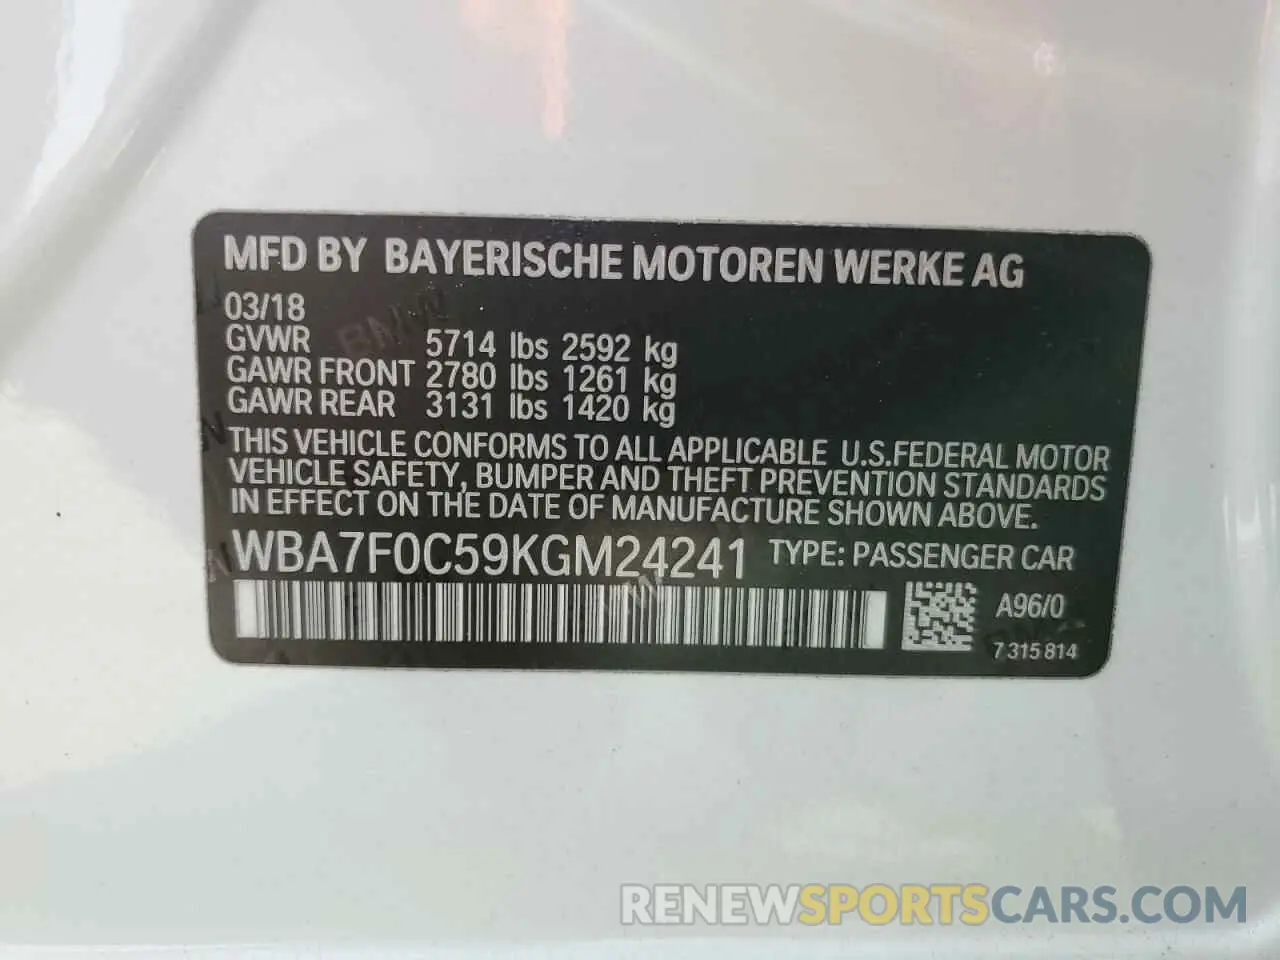 MFD BY BAYERISCHE MOTOREN WERKE AG
03/18
GVWR 5714 lbs 2592 kg
GAWR FRONT 2780 lbs 1261 kg
GAWR REAR 3131 lbs 1420 kg
THIS VEHICLE CONFORMS TO ALL APPLICABLE U.S.FEDERAL MOTOR
VEHICLE SAFETY, BUMPER AND THEFT PREVENTION STANDARDS
IN EFFECT ON THE DATE OF MANUFACTURE SHOWN ABOVE.
WBA7F0C59KGM24241 TYPE: PASSENGER CAR
A96/0
7 315 814
RENEWSPORTSCARS.COM